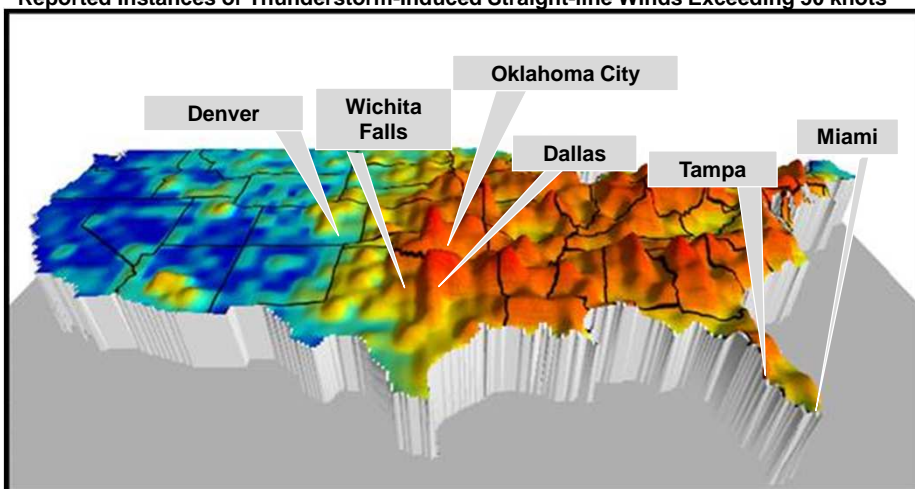 Reported Instances of Thunderstorm-Induced Straight-line Winds Exceeding 50 knots
Oklahoma City
Denver
Wichita
Falls
Dallas
Tampa
Miami